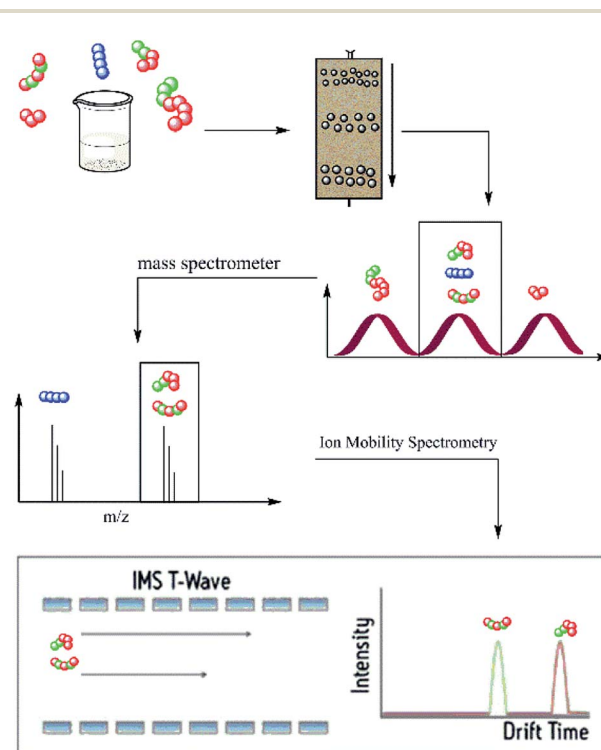 mass spectrometer
Ion Mobility Spectrometry
m/z
IMS T-Wave
Intensity
Drift Time